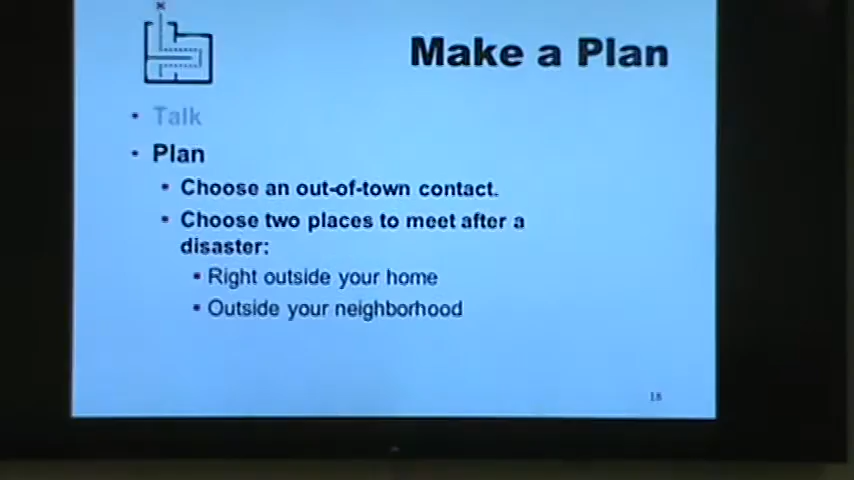 Make a Plan
• Talk
• Plan
• Choose an out-of-town contact.
• Choose two places to meet after a
disaster:
▪ Right outside your home
▪ Outside your neighborhood
18